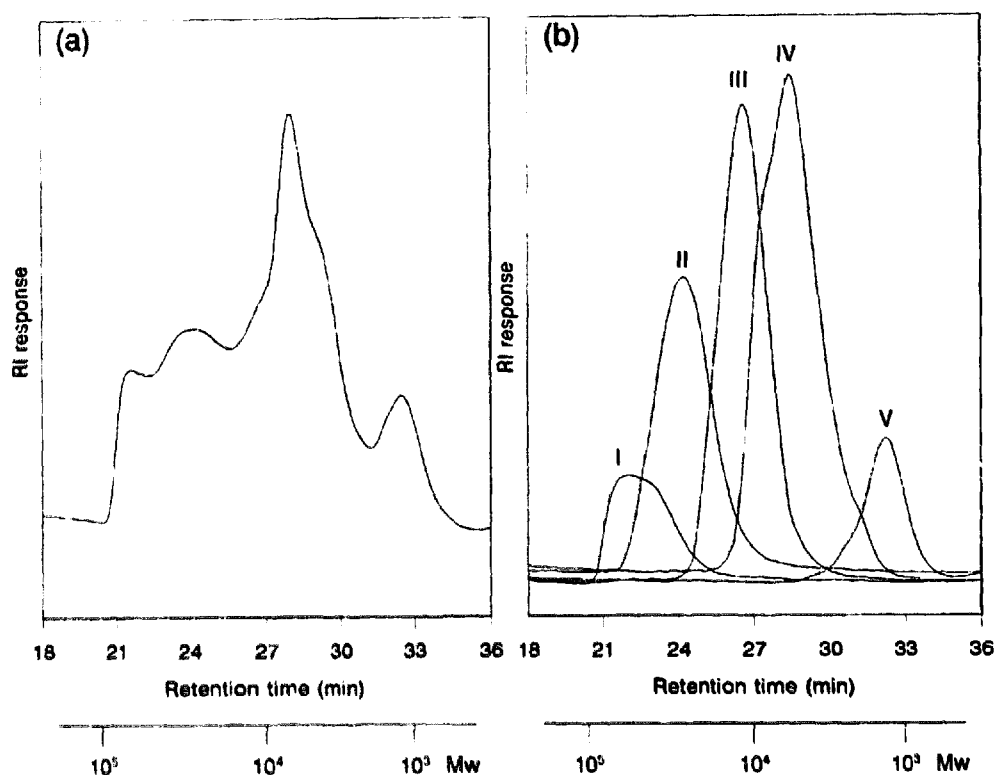 (a)
RI response
18 21 24 27 30 33 36
Retention time (min)
10⁵ 10⁴ 10³ Mw
(b)
I
II
III
IV
V
RI response
18 21 24 27 30 33 36
Retention time (min)
10⁵ 10⁴ 10³ Mw